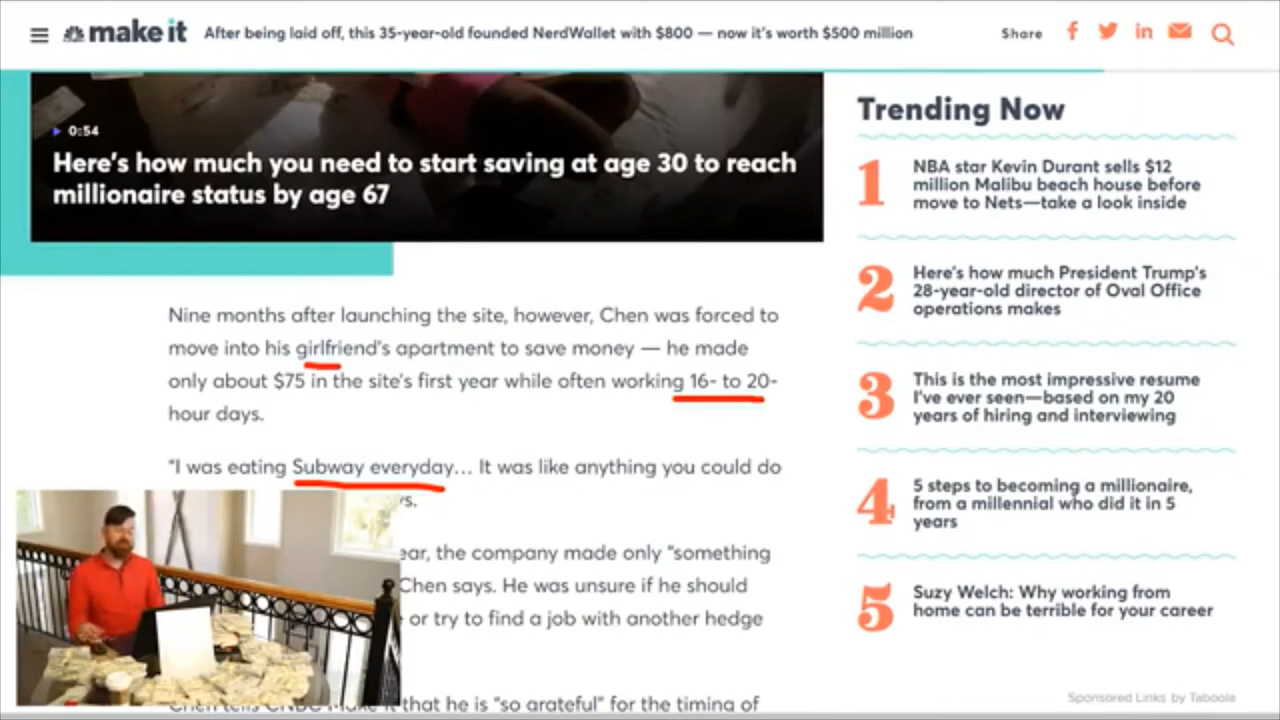 make it
After being laid off, this 35-year-old founded NerdWallet with $800 — now it's worth $500 million
Share
0:54
Here's how much you need to start saving at age 30 to reach
millionaire status by age 67
Nine months after launching the site, however, Chen was forced to
move into his girlfriend's apartment to save money — he made
only about $75 in the site's first year while often working 16- to 20-
hour days.
"I was eating Subway everyday... It was like anything you could do
ys.
ear, the company made only "something
Chen says. He was unsure if he should
or try to find a job with another hedge
Chen tells CNBC Make It that he is "so grateful" for the timing of
Trending Now
1
NBA star Kevin Durant sells $12
million Malibu beach house before
move to Nets—take a look inside
2
Here's how much President Trump's
28-year-old director of Oval Office
operations makes
3
This is the most impressive resume
I've ever seen—based on my 20
years of hiring and interviewing
4
5 steps to becoming a millionaire,
from a millennial who did it in 5
years
5
Suzy Welch: Why working from
home can be terrible for your career
Sponsored Links by Taboola